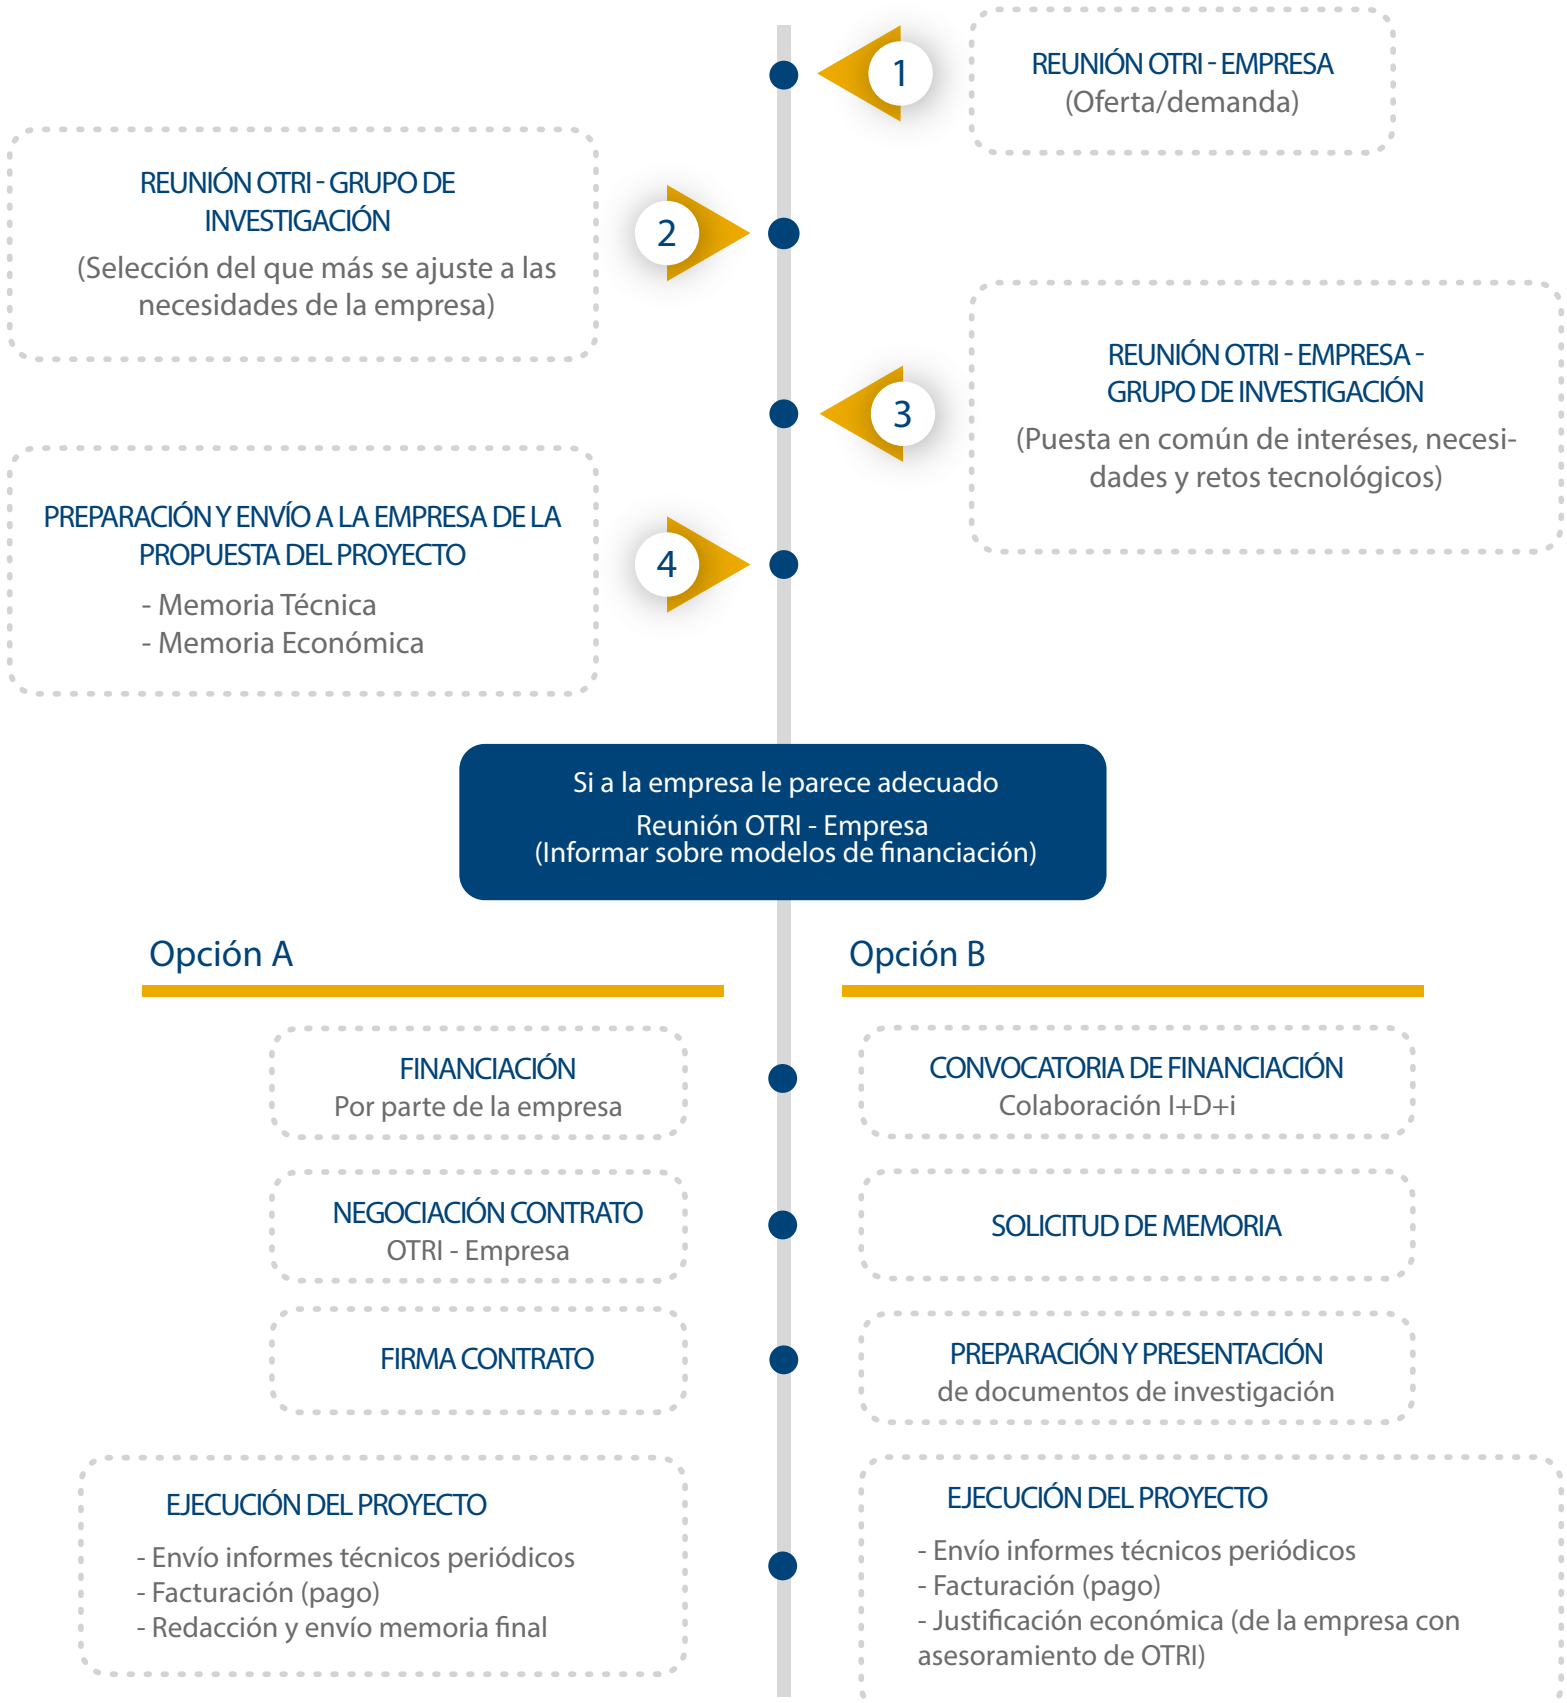 1
REUNIÓN OTRI - EMPRESA
(Oferta/demanda)
REUNIÓN OTRI - GRUPO DE
INVESTIGACIÓN
(Selección del que más se ajuste a las
necesidades de la empresa)
2
3
REUNIÓN OTRI - EMPRESA -
GRUPO DE INVESTIGACIÓN
(Puesta en común de interéses, necesi-
dades y retos tecnológicos)
PREPARACIÓN Y ENVÍO A LA EMPRESA DE LA
PROPUESTA DEL PROYECTO
- Memoria Técnica
- Memoria Económica
4
Si a la empresa le parece adecuado
Reunión OTRI - Empresa
(Informar sobre modelos de financiación)
Opción A
FINANCIACIÓN
Por parte de la empresa
NEGOCIACIÓN CONTRATO
OTRI - Empresa
FIRMA CONTRATO
EJECUCIÓN DEL PROYECTO
- Envío informes técnicos periódicos
- Facturación (pago)
- Redacción y envío memoria final
Opción B
CONVOCATORIA DE FINANCIACIÓN
Colaboración I+D+i
SOLICITUD DE MEMORIA
PREPARACIÓN Y PRESENTACIÓN
de documentos de investigación
EJECUCIÓN DEL PROYECTO
- Envío informes técnicos periódicos
- Facturación (pago)
- Justificación económica (de la empresa con
asesoramiento de OTRI)